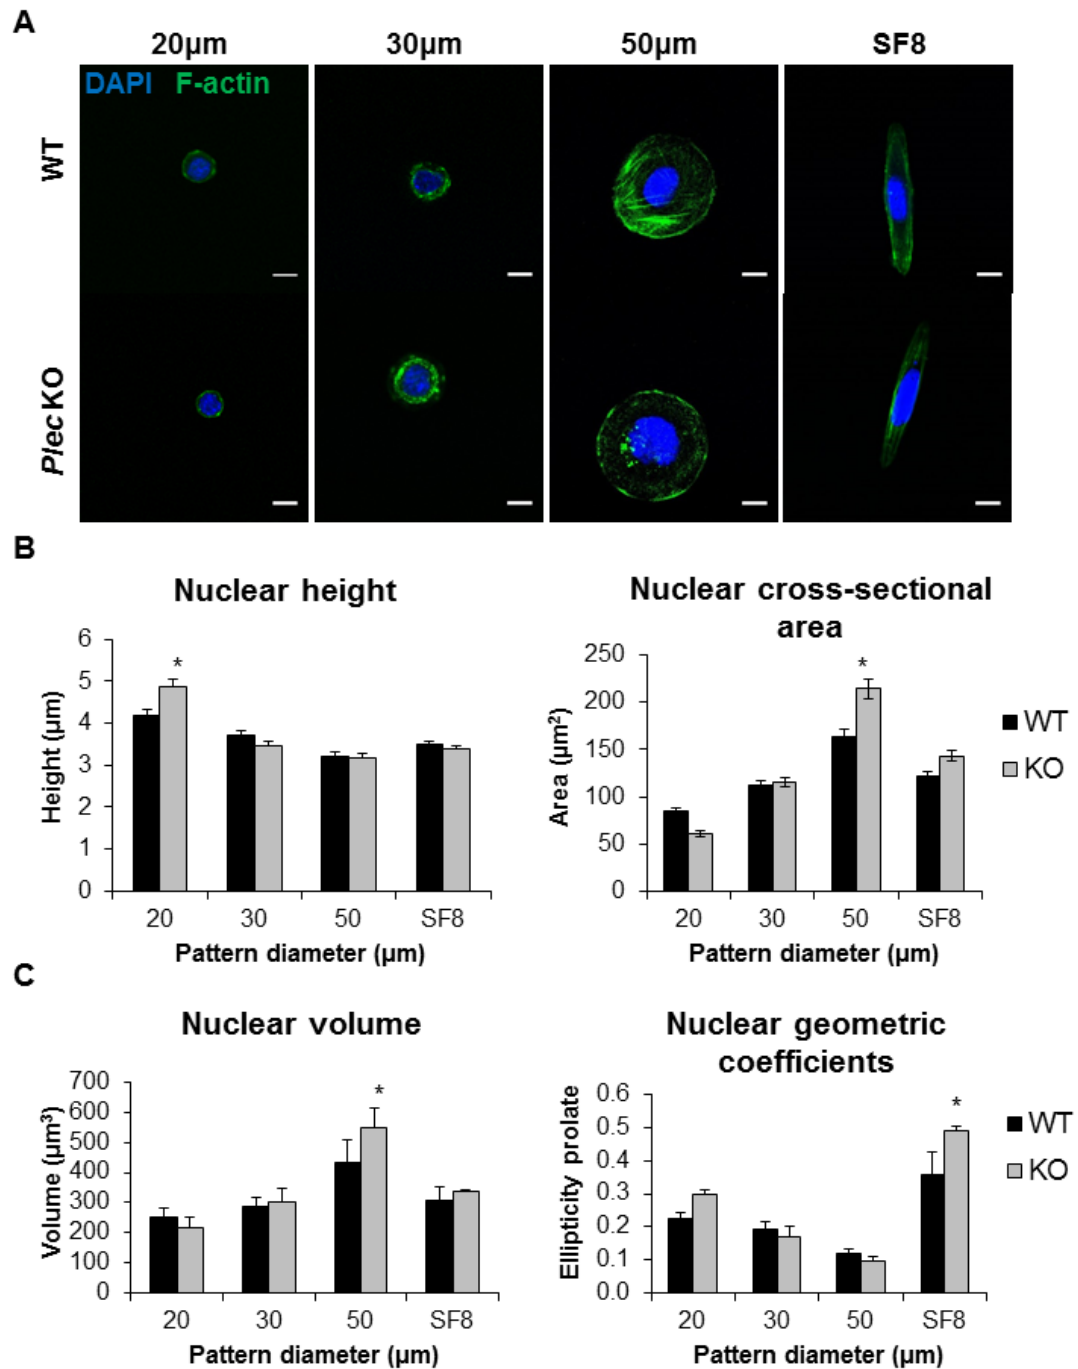 A
20µm 30µm 50µm SF8
DAPI F-actin
WT
Plec KO
B
Nuclear height
Height (µm)
6
5
4
3
2
1
0
*
20 30 50 SF8
Pattern diameter (µm)
Nuclear cross-sectional
area
Area (µm²)
250
200
150
100
50
0
*
20 30 50 SF8
Pattern diameter (µm)
WT
KO
C
Nuclear volume
Volume (µm³)
700
600
500
400
300
200
100
0
*
20 30 50 SF8
Pattern diameter (µm)
Nuclear geometric
coefficients
Ellipticity prolate
0.6
0.5
0.4
0.3
0.2
0.1
0.0
*
20 30 50 SF8
Pattern diameter (µm)
WT
KO